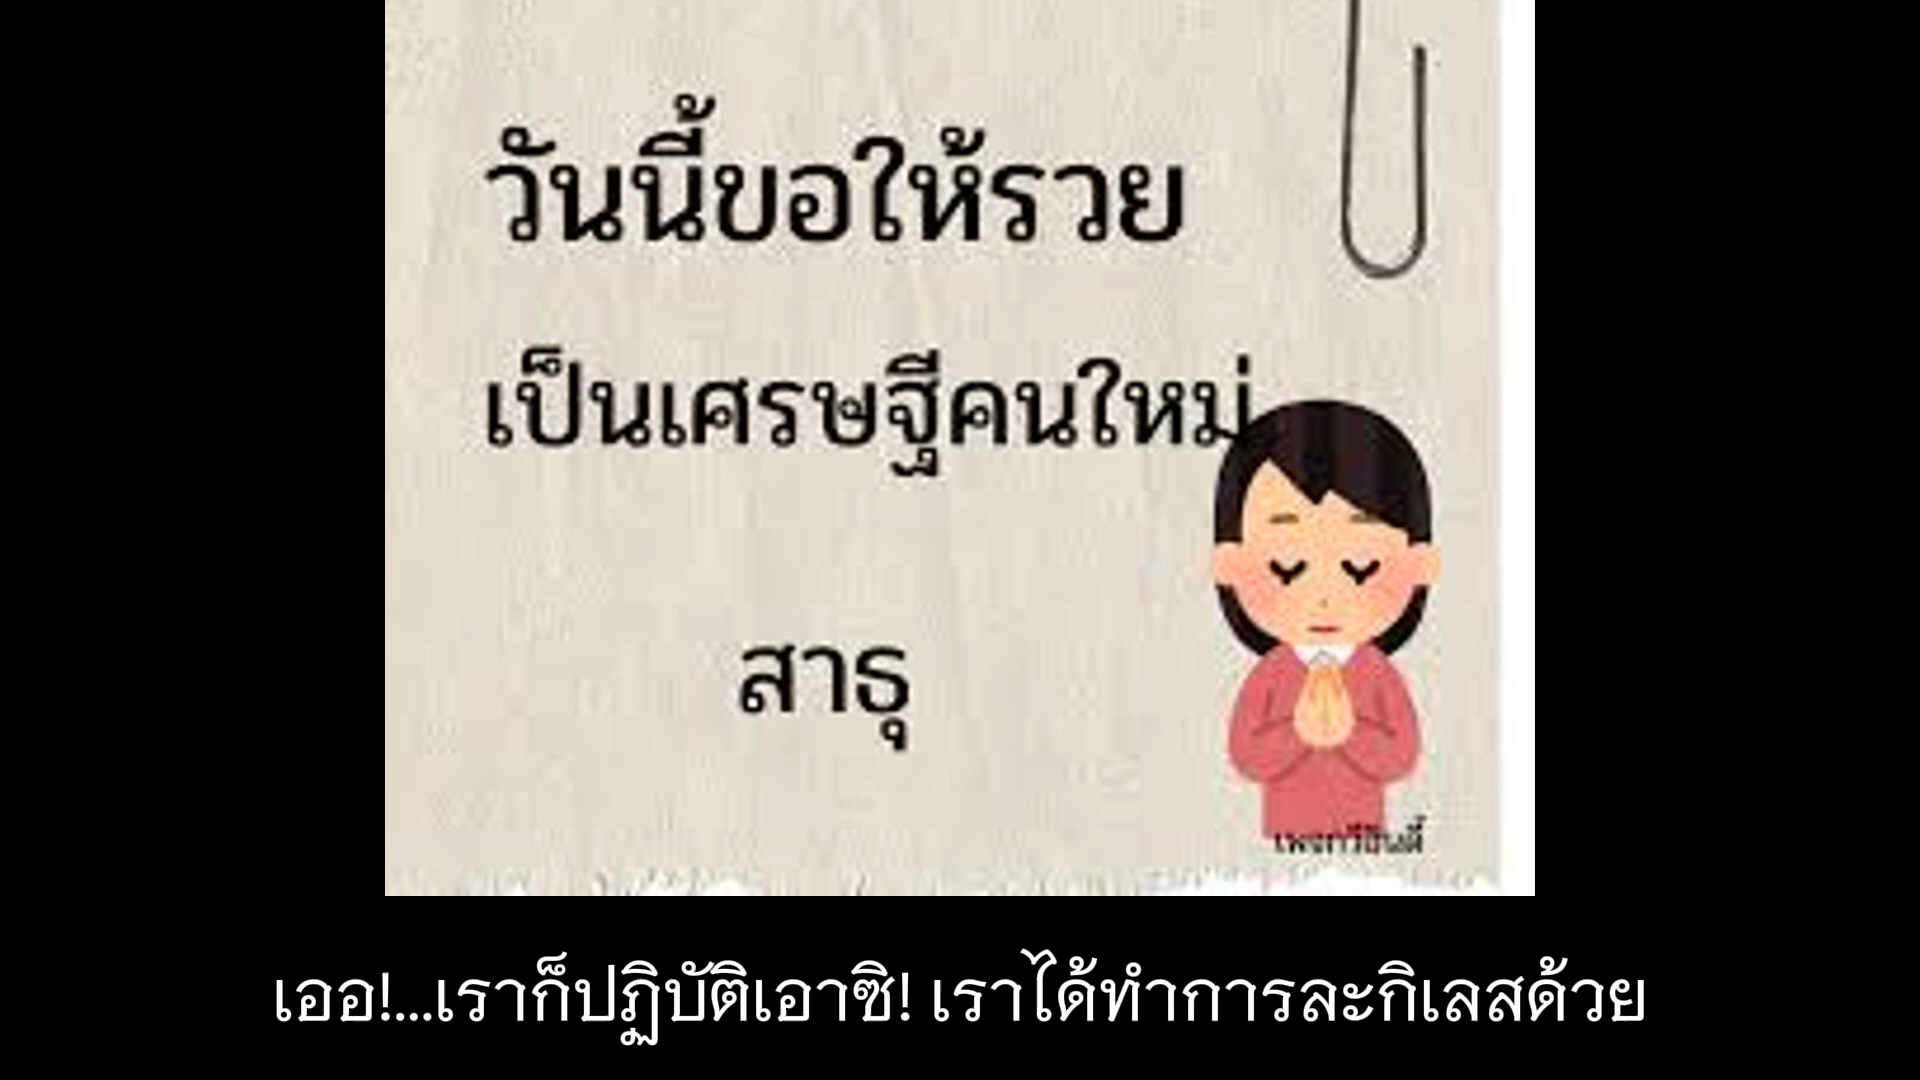 วันนี้ขอให้รวย
เป็นเศรษฐีคนใหม่
สาธุ
เออ!...เราก็ปฏิบัติเอาซิ! เราได้ทำการละกิเลสด้วย